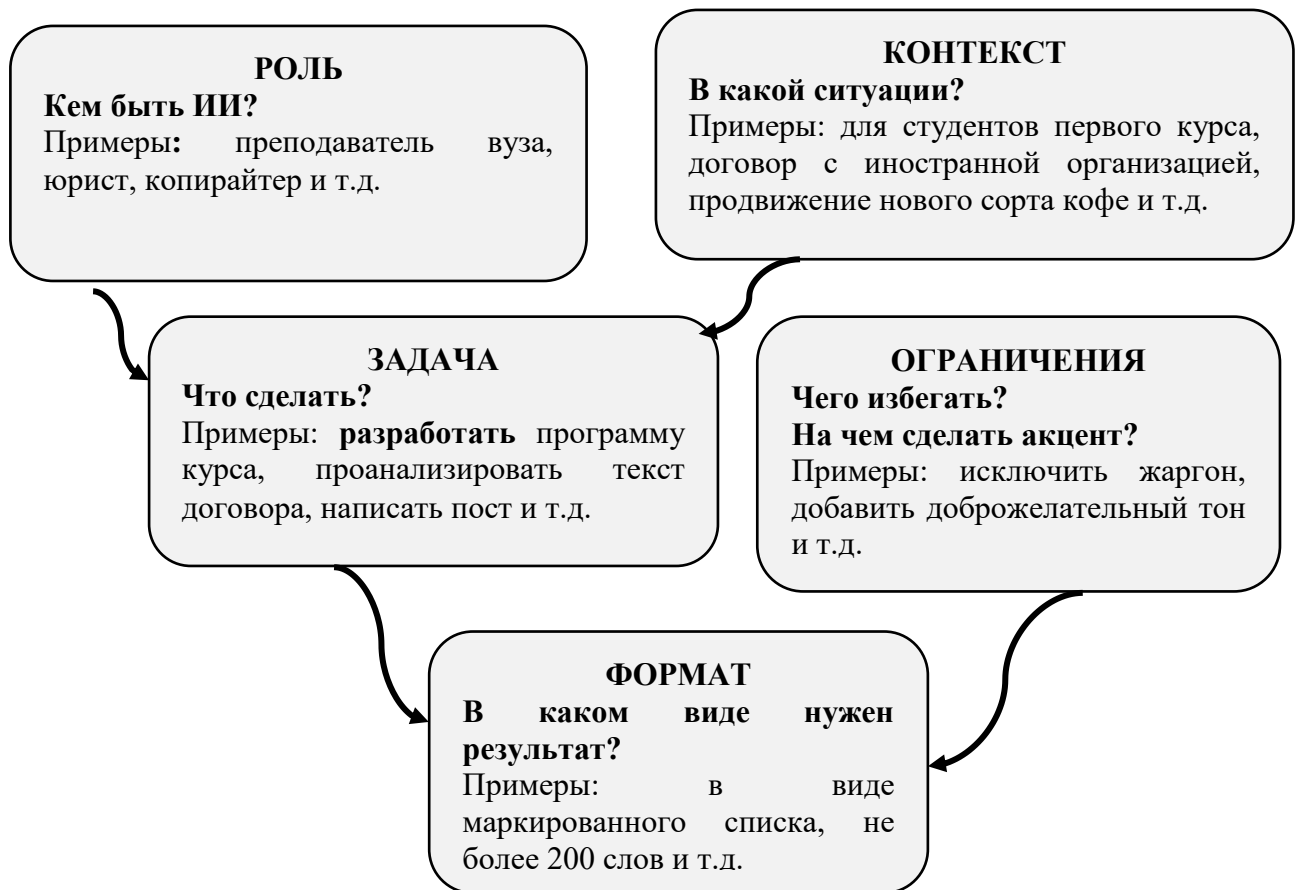 РОЛЬ
Кем быть ИИ?
Примеры: преподаватель вуза,
юрист, копирайтер и т.д.
КОНТЕКСТ
В какой ситуации?
Примеры: для студентов первого курса,
договор с иностранной организацией,
продвижение нового сорта кофе и т.д.
ЗАДАЧА
Что сделать?
Примеры: разработать программу
курса, проанализировать текст
договора, написать пост и т.д.
ОГРАНИЧЕНИЯ
Чего избегать?
На чем сделать акцент?
Примеры: исключить жаргон,
добавить доброжелательный тон
и т.д.
ФОРМАТ
В каком виде нужен
результат?
Примеры: в виде
маркированного списка, не
более 200 слов и т.д.